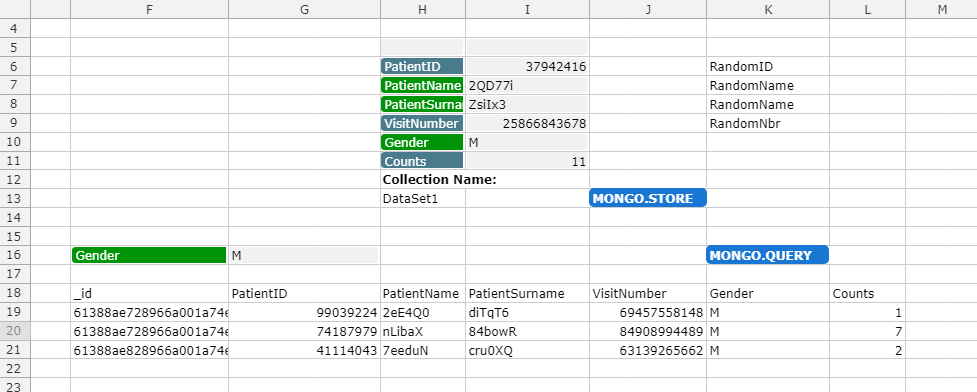 F G H I J K L M
4
5
6 PatientID 37942416 RandomID
7 PatientName 2QD77i RandomName
8 PatientSurna ZsiIx3 RandomName
9 VisitNumber 25866843678 RandomNbr
10 Gender M
11 Counts 11
12 Collection Name:
13 DataSet1 MONGO.STORE
14
15
16 Gender M MONGO.QUERY
17
18 _id PatientID PatientName PatientSurname VisitNumber Gender Counts
19 61388ae728966a001a74e 99039224 2eE4Q0 diTqT6 69457558148 M 1
20 61388ae728966a001a74e 74187979 nLibaX 84bowR 84908994489 M 7
21 61388ae828966a001a74e 41114043 7eeduN cru0XQ 63139265662 M 2
22
23